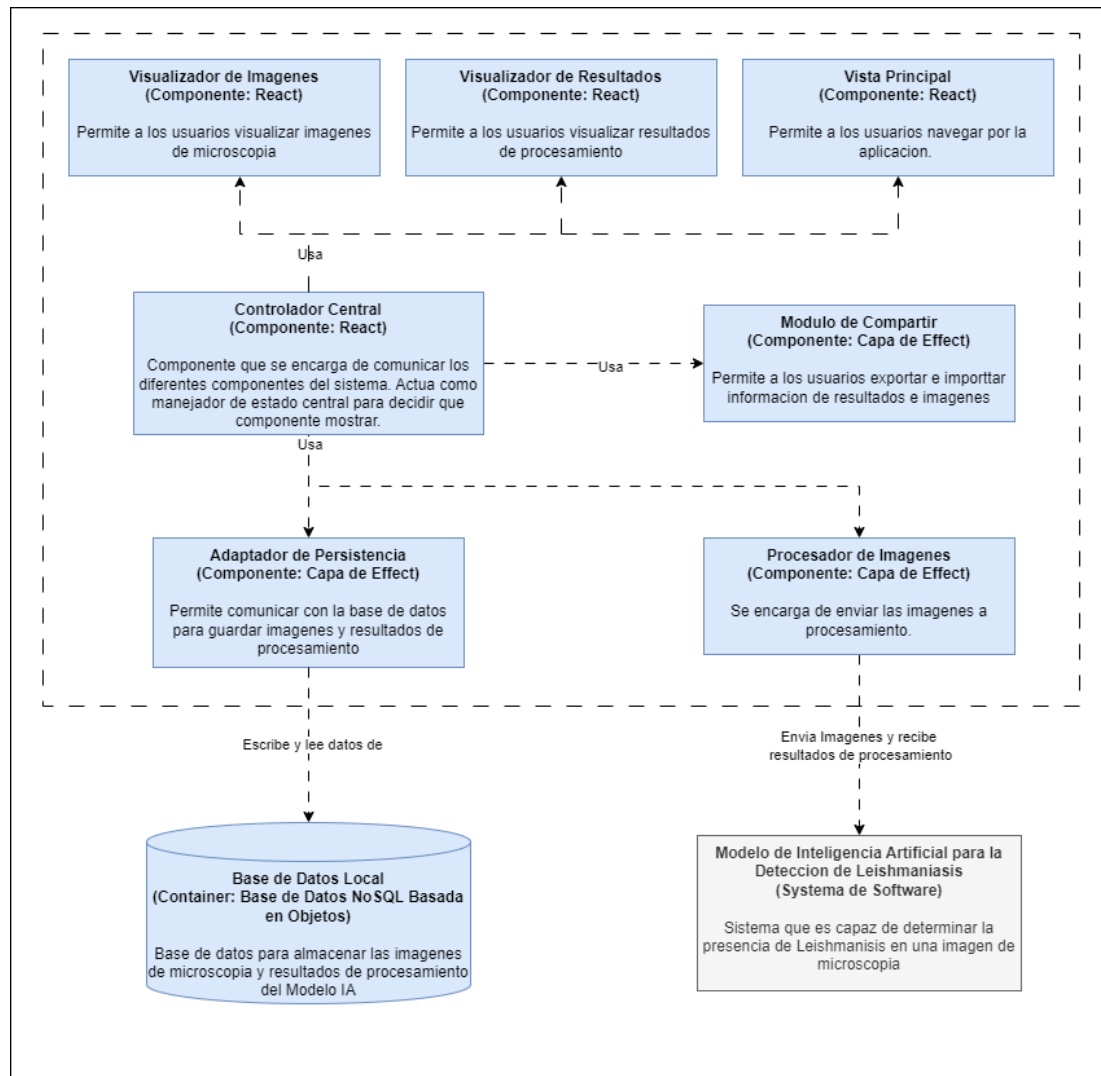 Visualizador de Imagenes
(Componente: React)
Permite a los usuarios visualizar imagenes
de microscopia
Visualizador de Resultados
(Componente: React)
Permite a los usuarios visualizar resultados
de procesamiento
Vista Principal
(Componente: React)
Permite a los usuarios navegar por la
aplicacion.
Usa
Controlador Central
(Componente: React)
Componente que se encarga de comunicar los
diferentes componentes del sistema. Actua como
manejador de estado central para decidir que
componente mostrar.
Usa
Modulo de Compartir
(Componente: Capa de Effect)
Permite a los usuarios exportar e importtar
informacion de resultados e imagenes
Usa
Adaptador de Persistencia
(Componente: Capa de Effect)
Permite comunicar con la base de datos
para guardar imagenes y resultados de
procesamiento
Procesador de Imagenes
(Componente: Capa de Effect)
Se encarga de enviar las imagenes a
procesamiento.
Escribe y lee datos de
Envia Imagenes y recibe
resultados de procesamiento
Base de Datos Local
(Container: Base de Datos NoSQL Basada
en Objetos)
Base de datos para almacenar las imagenes
de microscopia y resultados de procesamiento
del Modelo IA
Modelo de Inteligencia Artificial para la
Deteccion de Leishmaniasis
(Systema de Software)
Sistema que es capaz de determinar la
presencia de Leishmanisis en una imagen de
microscopia